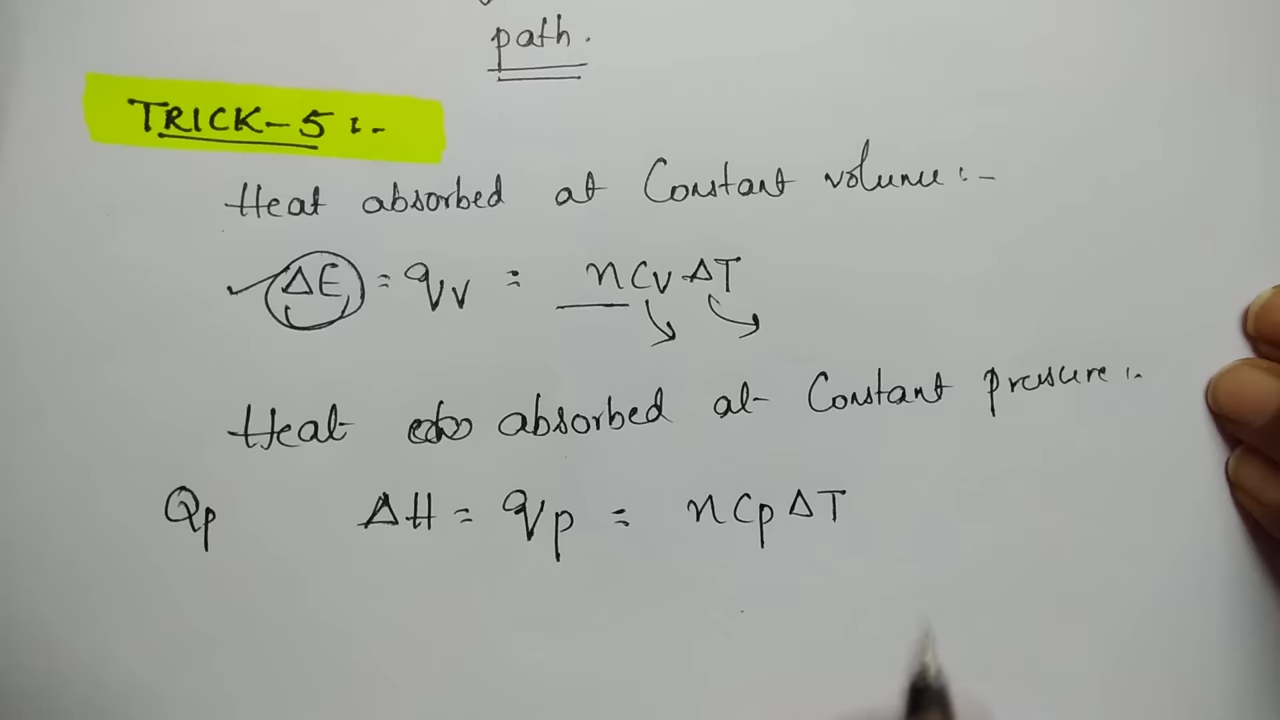 path.
TRICK-5:-
Heat absorbed at Constant volume:-
ΔE = qv = nCvΔT
Heat absorbed at Constant pressure:-
Qp ΔH = qp = nCpΔT